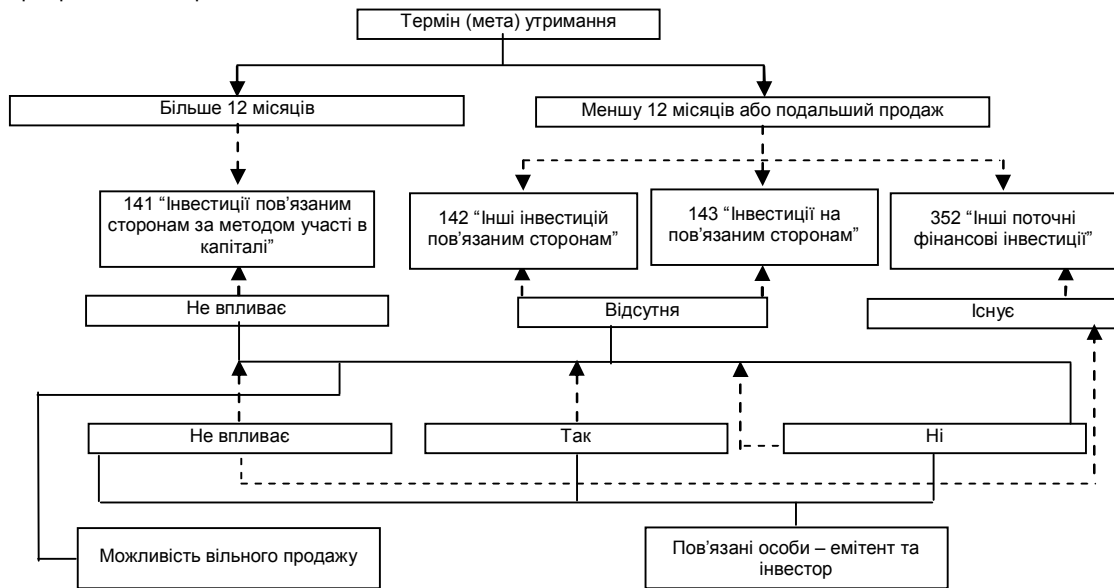 Термін (мета) утримання
Більше 12 місяців
Меншу 12 місяців або подальший продаж
141 “Інвестиції пов’язаним
сторонам за методом участі в
капіталі”
142 “Інші інвестицій
пов’язаним сторонам”
143 “Інвестиції на
пов’язаним сторонам”
352 “Інші поточні
фінансові інвестиції”
Не впливає
Відсутня
Існує
Не впливає
Так
Ні
Можливість вільного продажу
Пов’язані особи – емітент та
інвестор